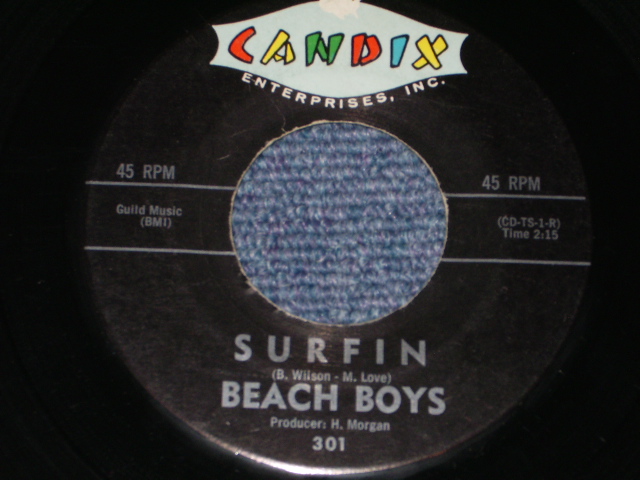 CANDIX
ENTERPRISES, INC.
45 RPM
45 RPM
Guild Music
(BMI)
(CD-TS-1-R)
Time 2:15
SURFIN
(B. Wilson - M. Love)
BEACH BOYS
Producer: H. Morgan
301